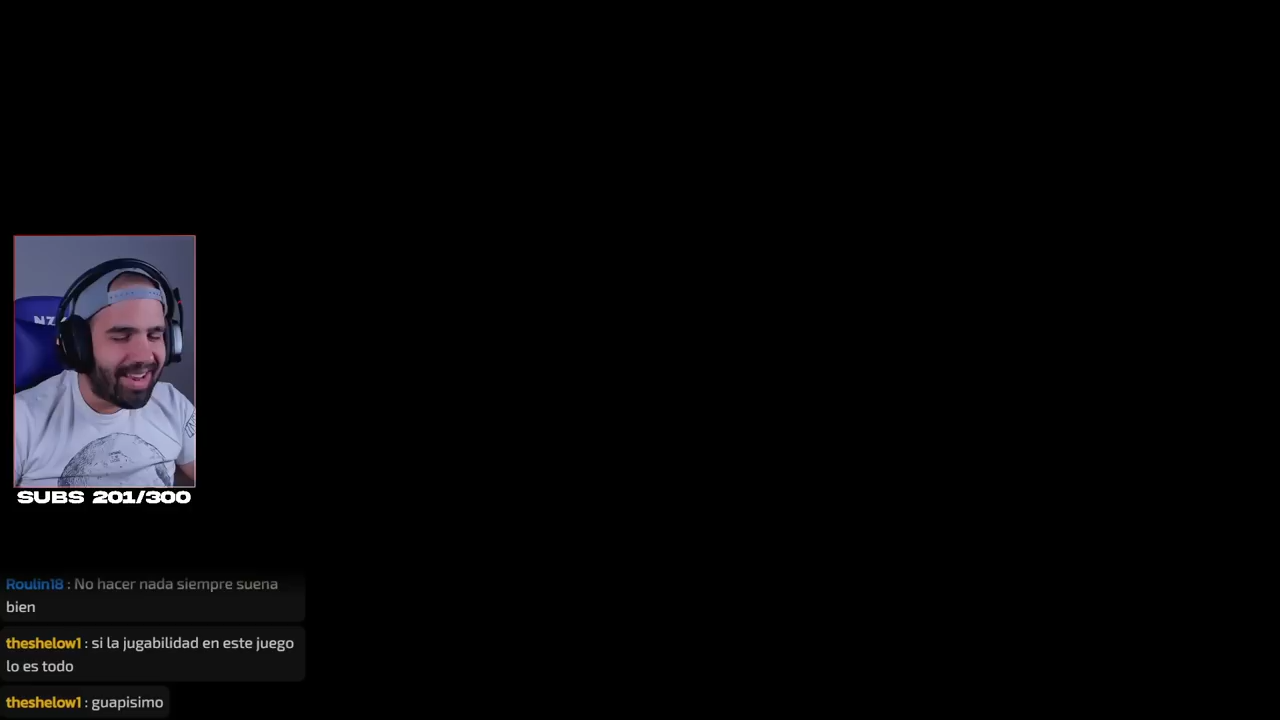 NZ
SUBS 201/300
Roulin18 : No hacer nada siempre suena
bien
theshelow1 : si la jugabilidad en este juego
lo es todo
theshelow1 : guapisimo